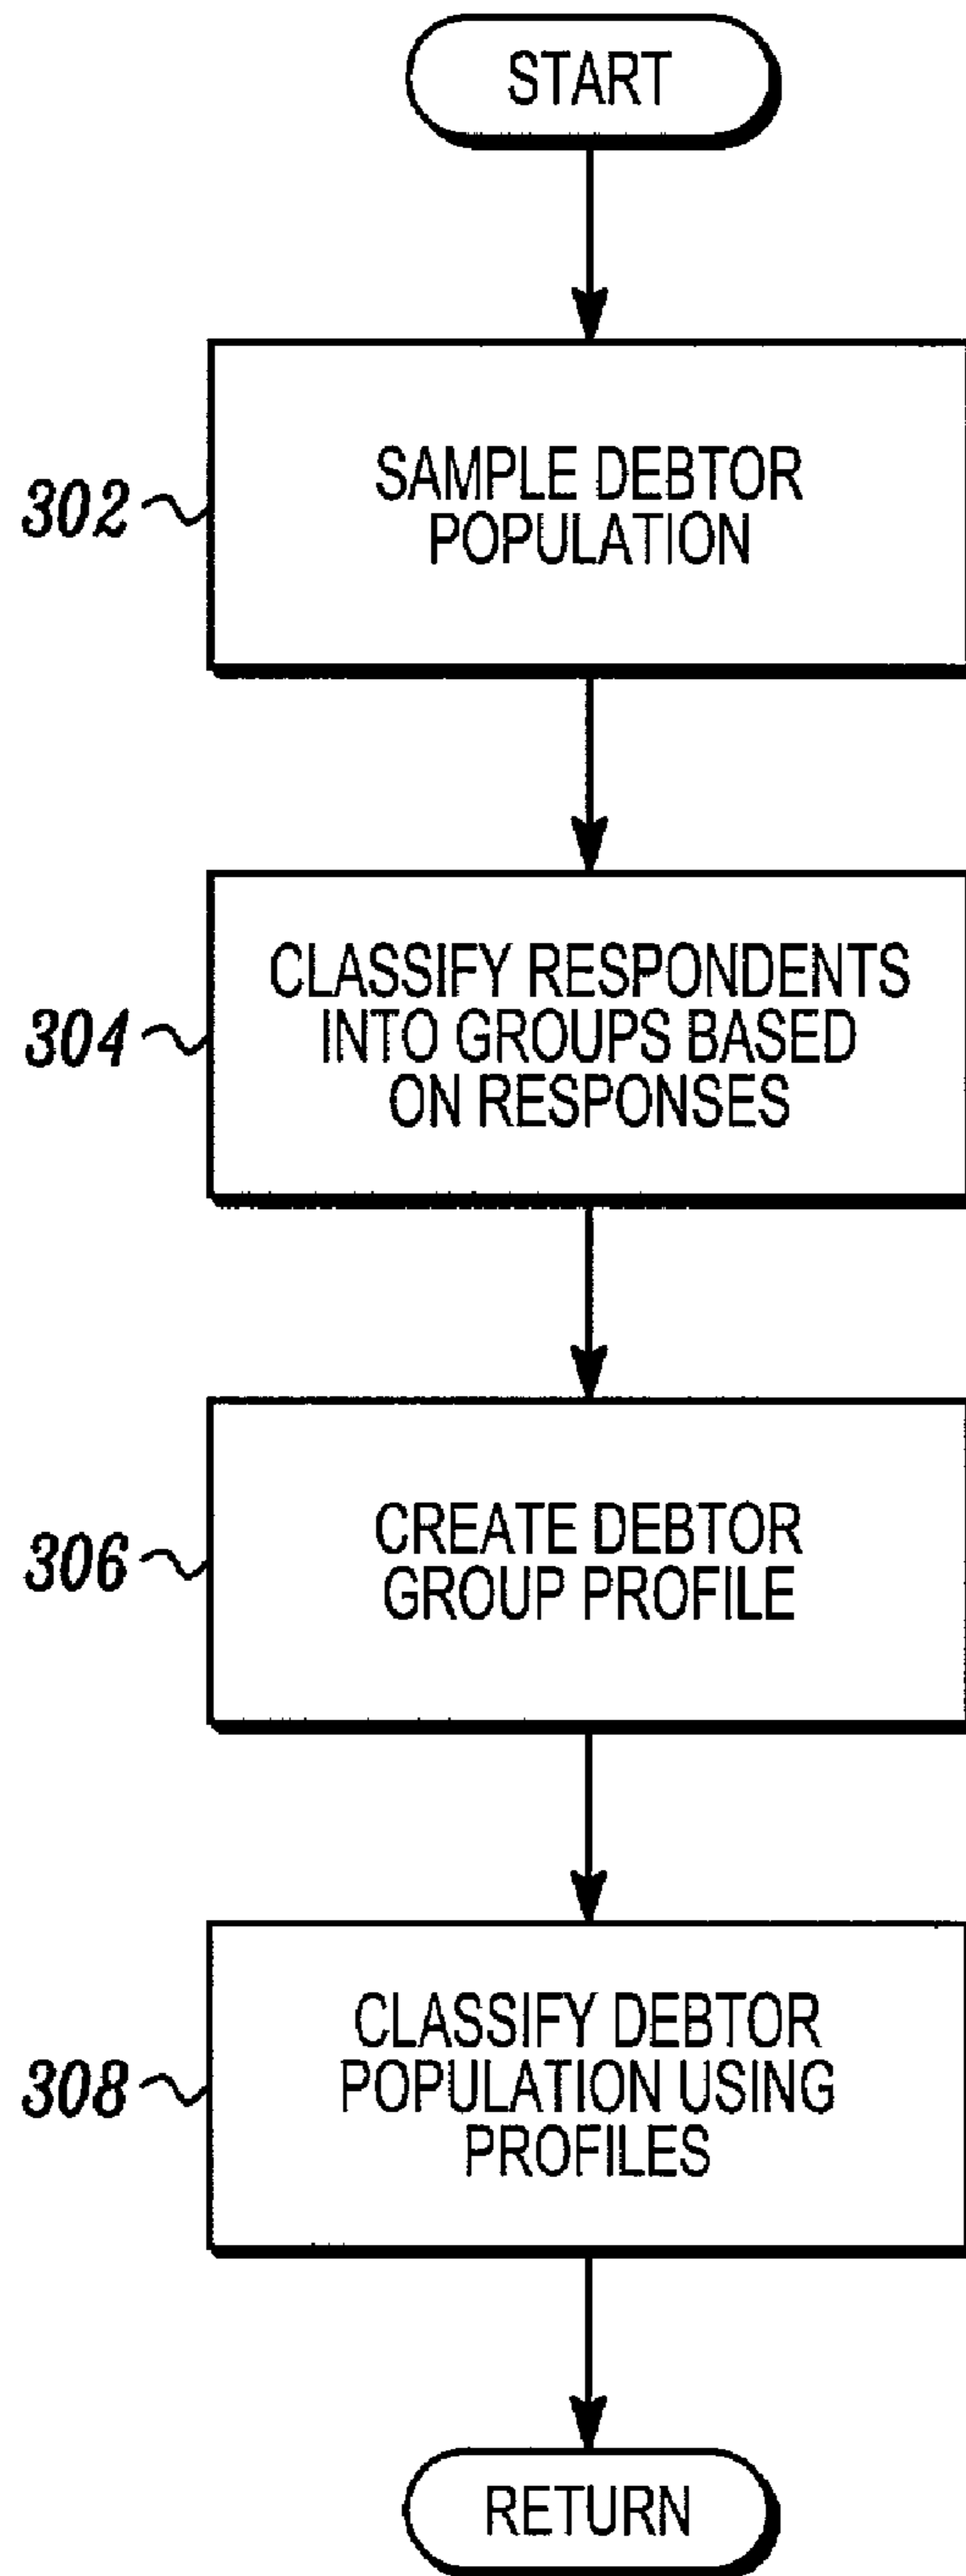 START
302
SAMPLE DEBTOR
POPULATION
304
CLASSIFY RESPONDENTS
INTO GROUPS BASED
ON RESPONSES
306
CREATE DEBTOR
GROUP PROFILE
308
CLASSIFY DEBTOR
POPULATION USING
PROFILES
RETURN